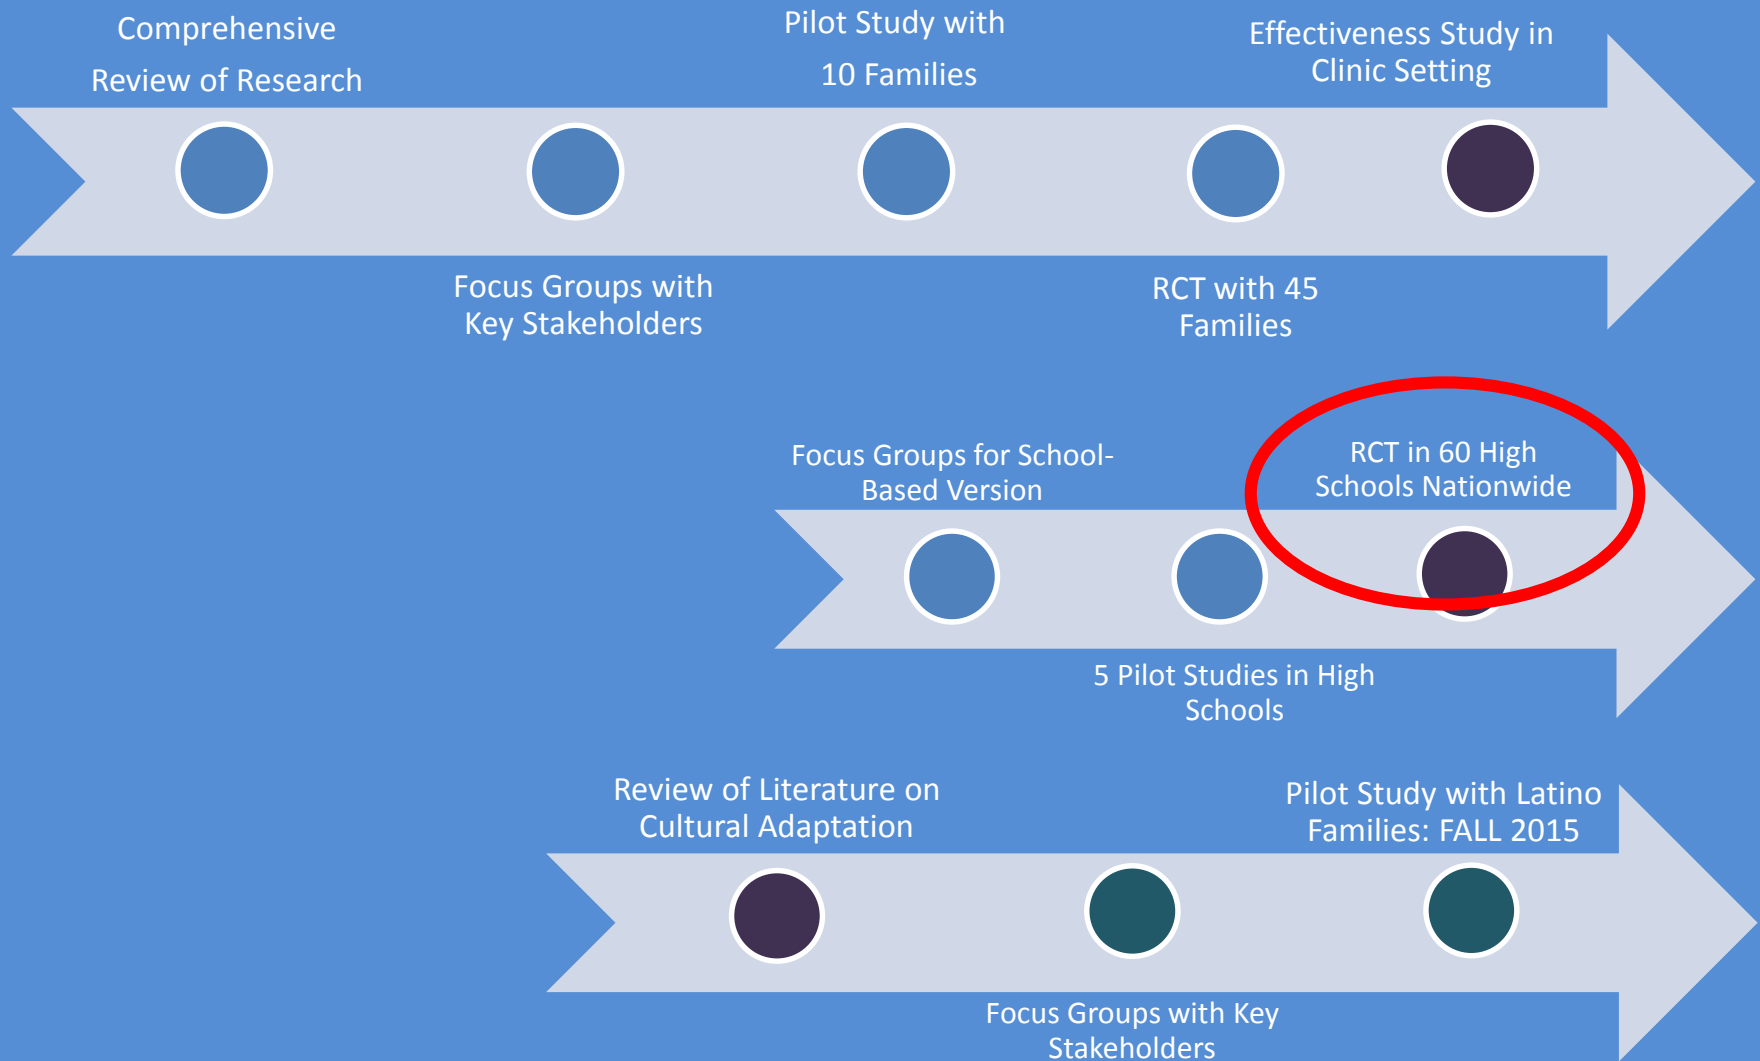 Comprehensive
Review of Research
Pilot Study with
10 Families
Effectiveness Study in
Clinic Setting
Focus Groups with
Key Stakeholders
RCT with 45
Families
Focus Groups for School-
Based Version
RCT in 60 High
Schools Nationwide
5 Pilot Studies in High
Schools
Review of Literature on
Cultural Adaptation
Pilot Study with Latino
Families: FALL 2015
Focus Groups with Key
Stakeholders